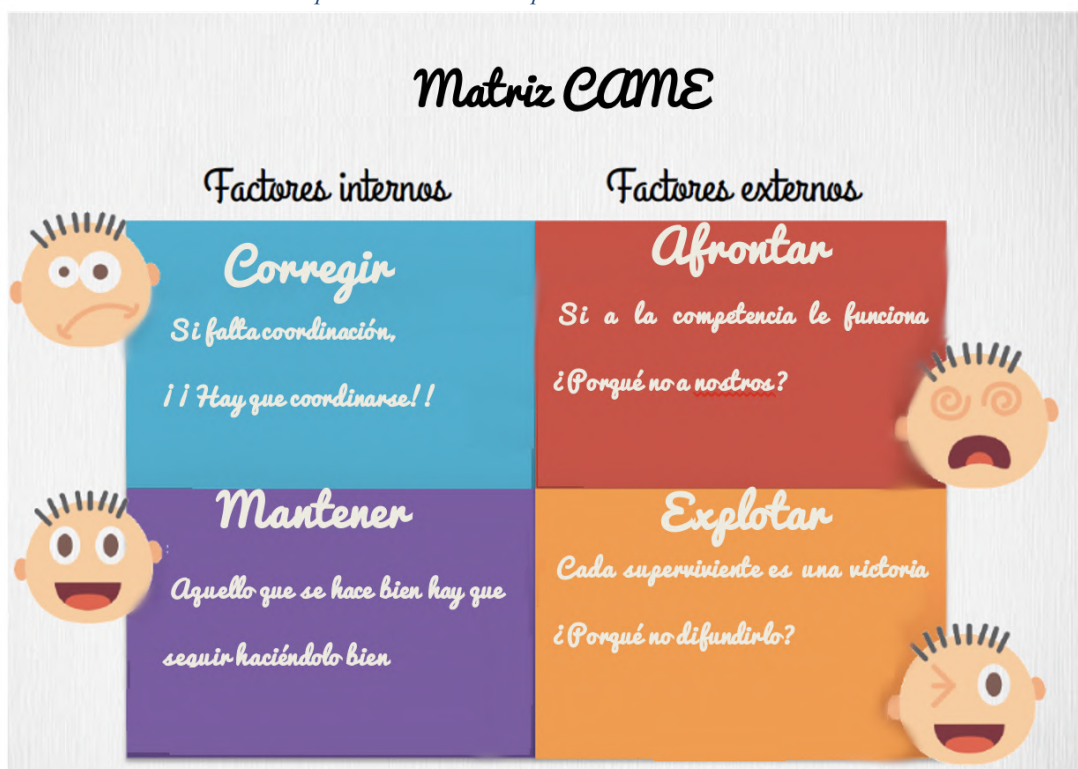 Matriz CAME
Factores internos
Factores externos
Corregir
Si falta coordinación,
¡¡Hay que coordinarse!!
Afrontar
Si a la competencia le funciona
¿Porqué no a nostros?
Mantener
Aquello que se hace bien hay que
seguir haciéndolo bien
Explotar
Cada superviviente es una victoria
¿Porqué no difundirlo?